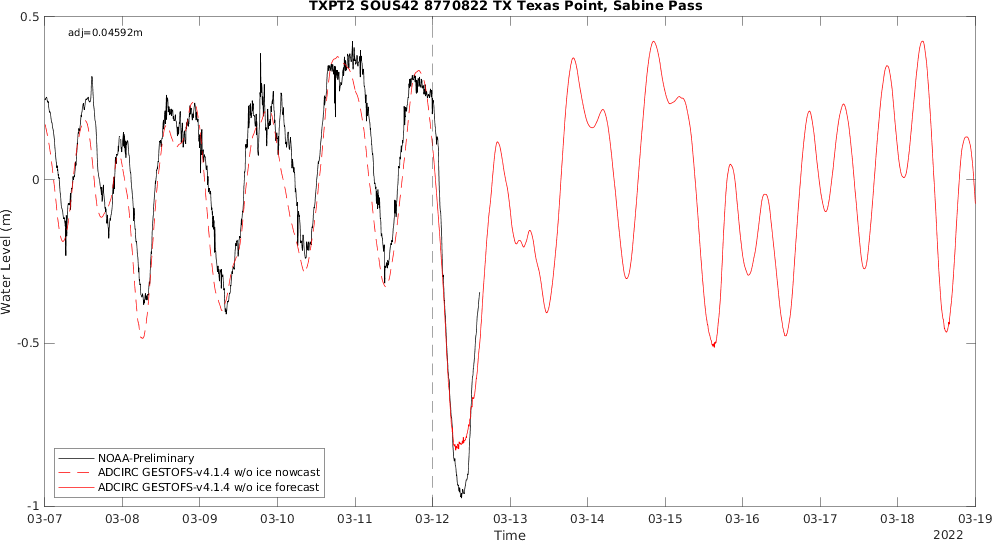 TXPT2 SOUS42 8770822 TX Texas Point, Sabine Pass
adj=0.04592m
0.5
0
-0.5
-1
Water Level (m)
NOAA-Preliminary
ADCIRC GESTOFS-v4.1.4 w/o ice nowcast
ADCIRC GESTOFS-v4.1.4 w/o ice forecast
03-07 03-08 03-09 03-10 03-11 03-12 03-13 03-14 03-15 03-16 03-17 03-18 03-19
Time
2022